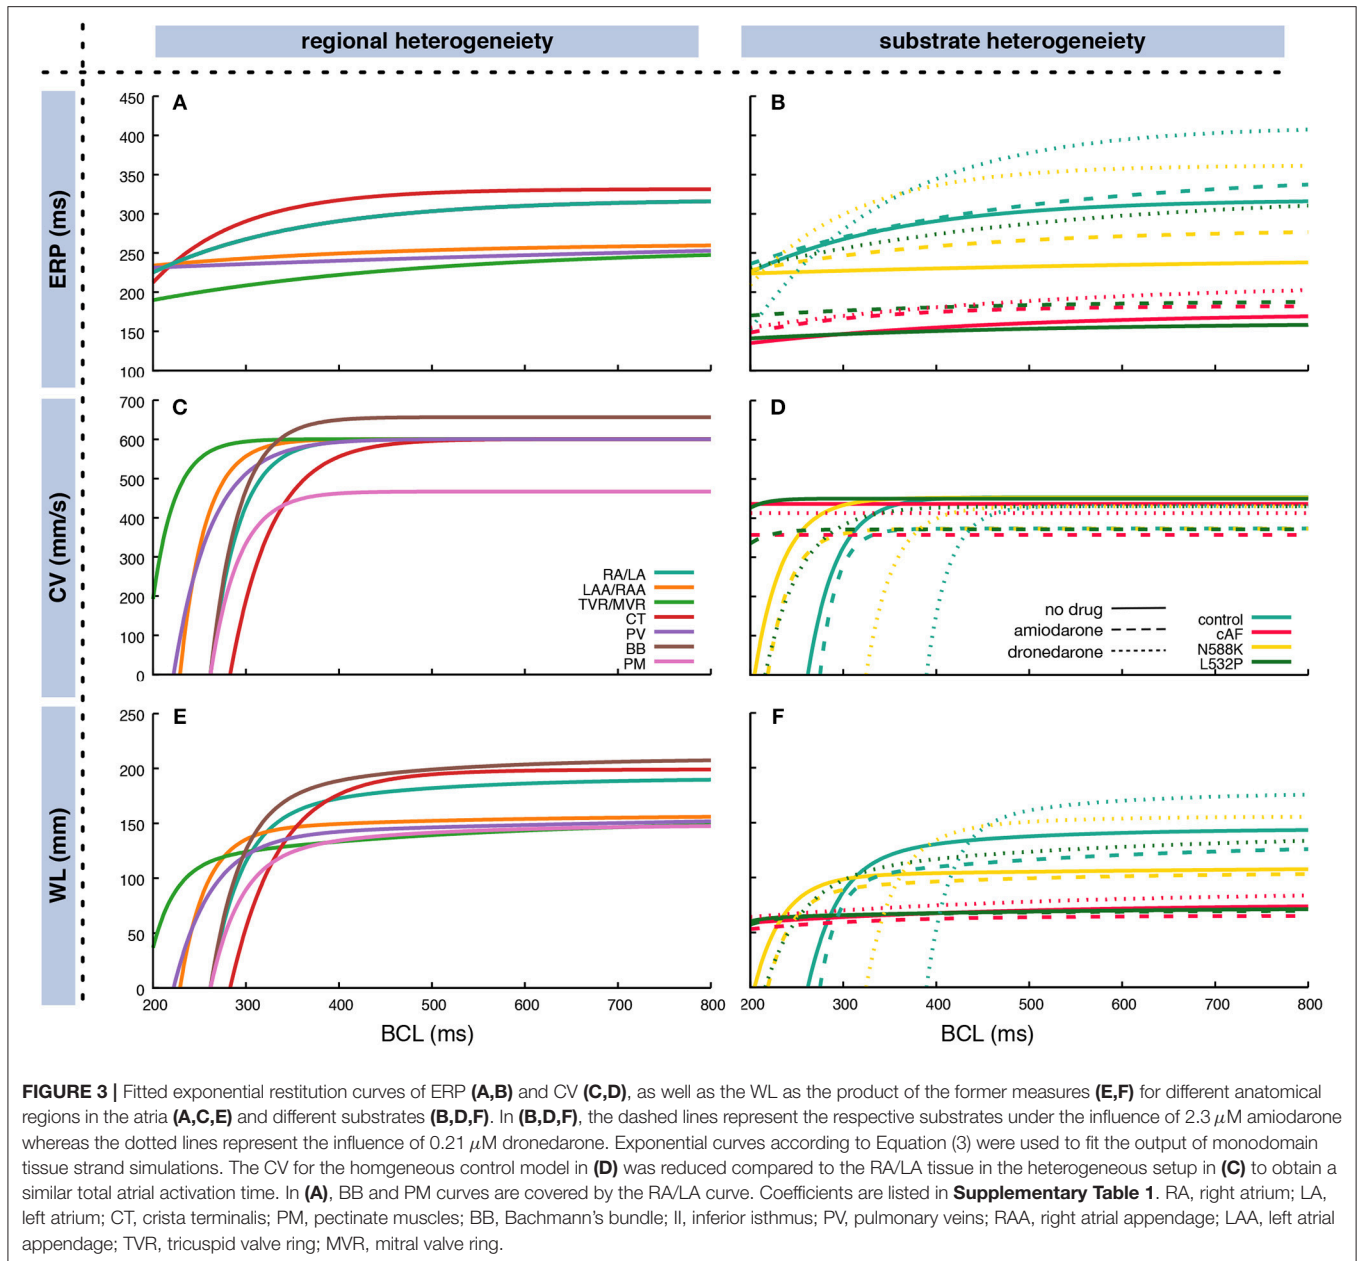 regional heterogeneiety
substrate heterogeneiety
ERP (ms)
A
450
400
350
300
250
200
150
100
B
CV (mm/s)
C
700
600
500
400
300
200
100
0
RA/LA
LAA/RAA
TVR/MVR
CT
PV
BB
PM
D
no drug
amiodarone
dronedarone
control
cAF
N588K
L532P
WL (mm)
E
250
200
150
100
50
0
200 300 400 500 600 700 800
BCL (ms)
F
200 300 400 500 600 700 800
BCL (ms)
FIGURE 3 | Fitted exponential restitution curves of ERP (A,B) and CV (C,D), as well as the WL as the product of the former measures (E,F) for different anatomical
regions in the atria (A,C,E) and different substrates (B,D,F). In (B,D,F), the dashed lines represent the respective substrates under the influence of 2.3 μM amiodarone
whereas the dotted lines represent the influence of 0.21 μM dronedarone. Exponential curves according to Equation (3) were used to fit the output of monodomain
tissue strand simulations. The CV for the homgeneous control model in (D) was reduced compared to the RA/LA tissue in the heterogeneous setup in (C) to obtain a
similar total atrial activation time. In (A), BB and PM curves are covered by the RA/LA curve. Coefficients are listed in Supplementary Table 1. RA, right atrium; LA,
left atrium; CT, crista terminalis; PM, pectinate muscles; BB, Bachmann's bundle; II, inferior isthmus; PV, pulmonary veins; RAA, right atrial appendage; LAA, left atrial
appendage; TVR, tricuspid valve ring; MVR, mitral valve ring.